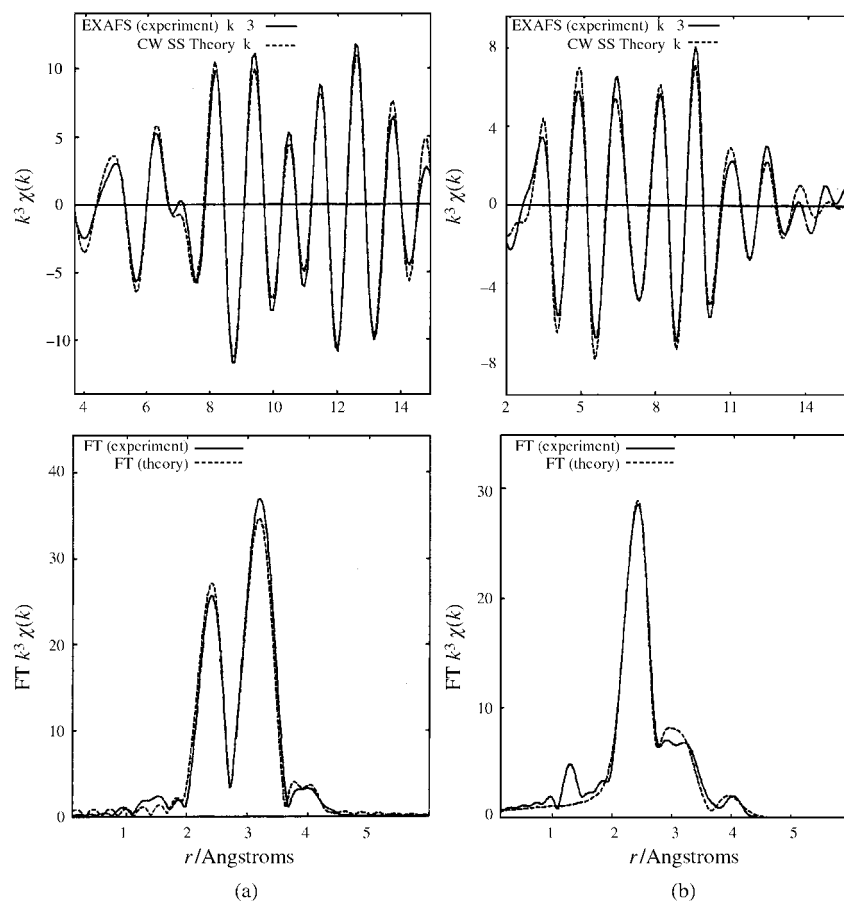 EXAFS (experiment) k 3
CW SS Theory k
10
5
0
−5
−10
k³ χ(k)
4
6
8
10
12
14
EXAFS (experiment) k 3
CW SS Theory k
8
4
0
−4
−8
k³ χ(k)
2
5
8
11
13
FT (experiment)
FT (theory)
40
30
20
10
0
FT k³ χ(k)
1
2
3
4
5
r/Angstroms
(a)
FT (experiment)
FT (theory)
30
20
10
0
FT k³ χ(k)
1
2
3
4
5
r/Angstroms
(b)